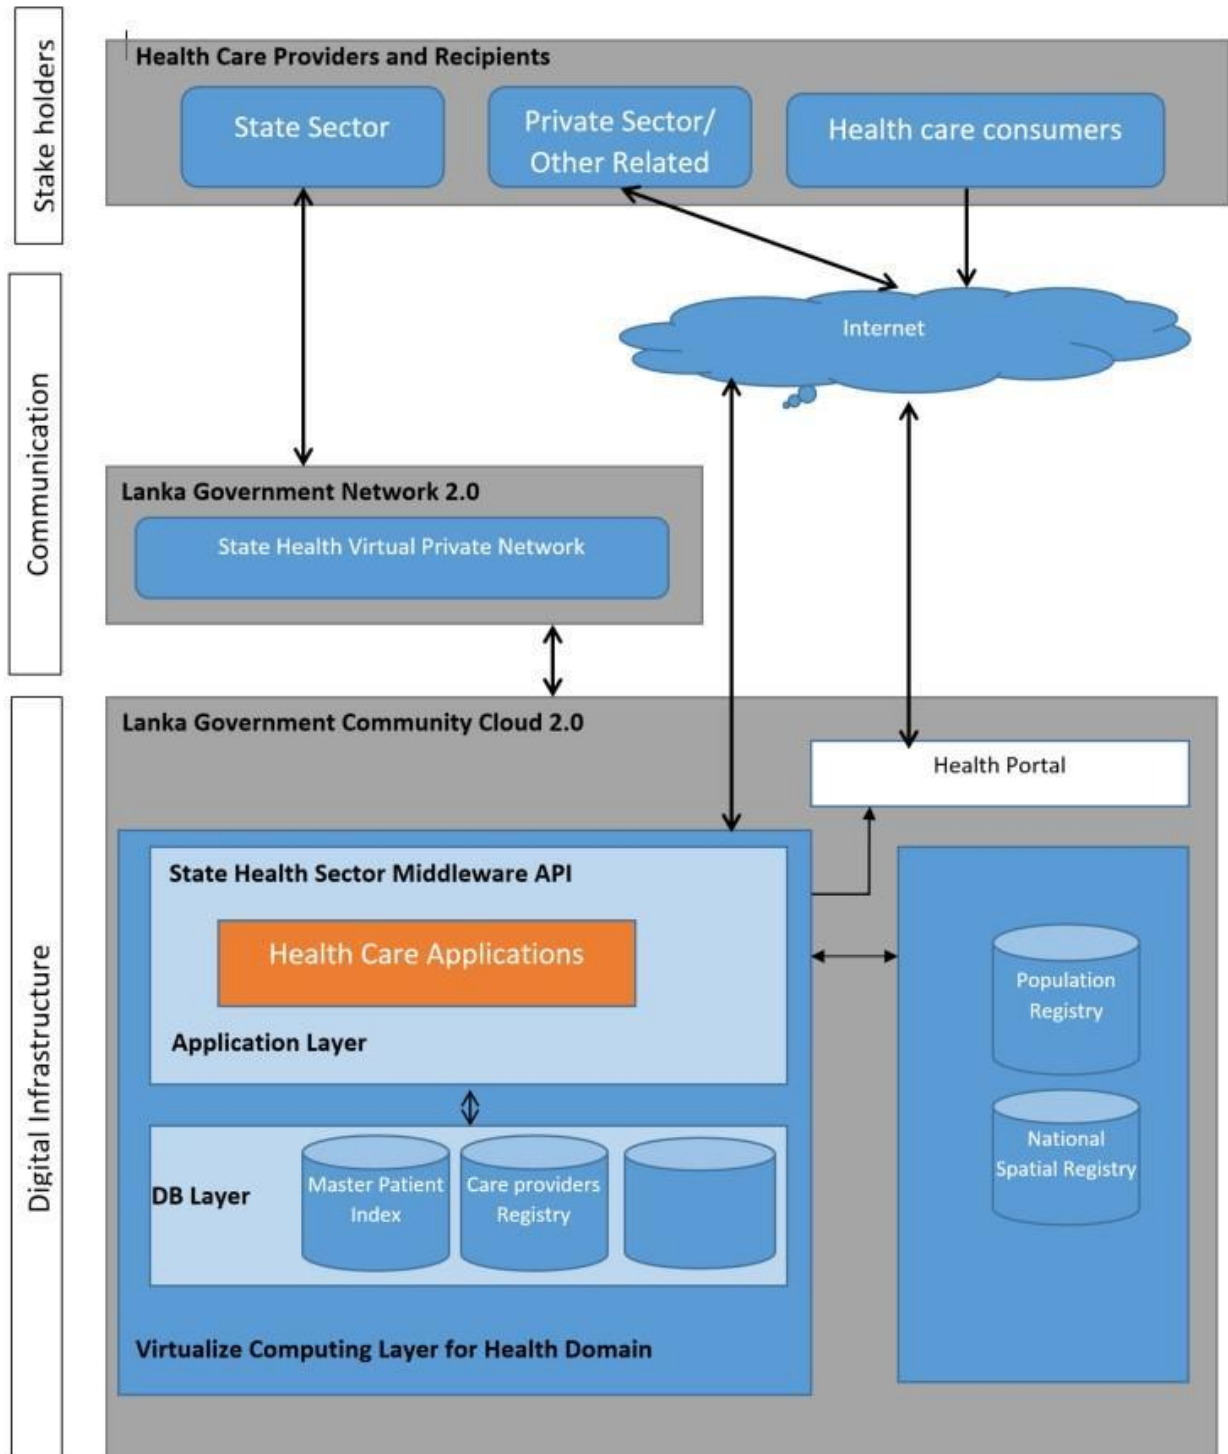 Stake holders
Health Care Providers and Recipients
State Sector
Private Sector/
Other Related
Health care consumers
Communication
Internet
Lanka Government Network 2.0
State Health Virtual Private Network
Digital Infrastructure
Lanka Government Community Cloud 2.0
Health Portal
State Health Sector Middleware API
Health Care Applications
Application Layer
Population
Registry
National
Spatial Registry
DB Layer
Master Patient
Index
Care providers
Registry
Virtualize Computing Layer for Health Domain